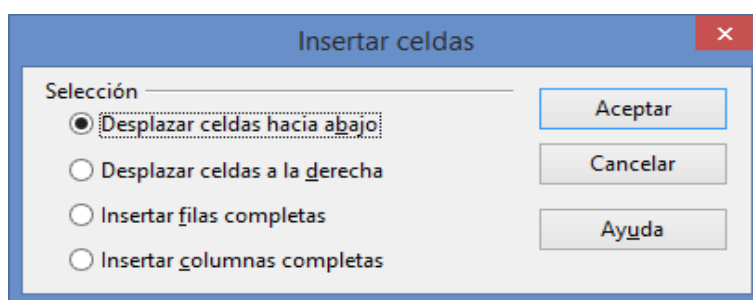 Insertar celdas
Selección
Desplazar celdas hacia abajo
Desplazar celdas a la derecha
Insertar filas completas
Insertar columnas completas
Aceptar
Cancelar
Ayuda